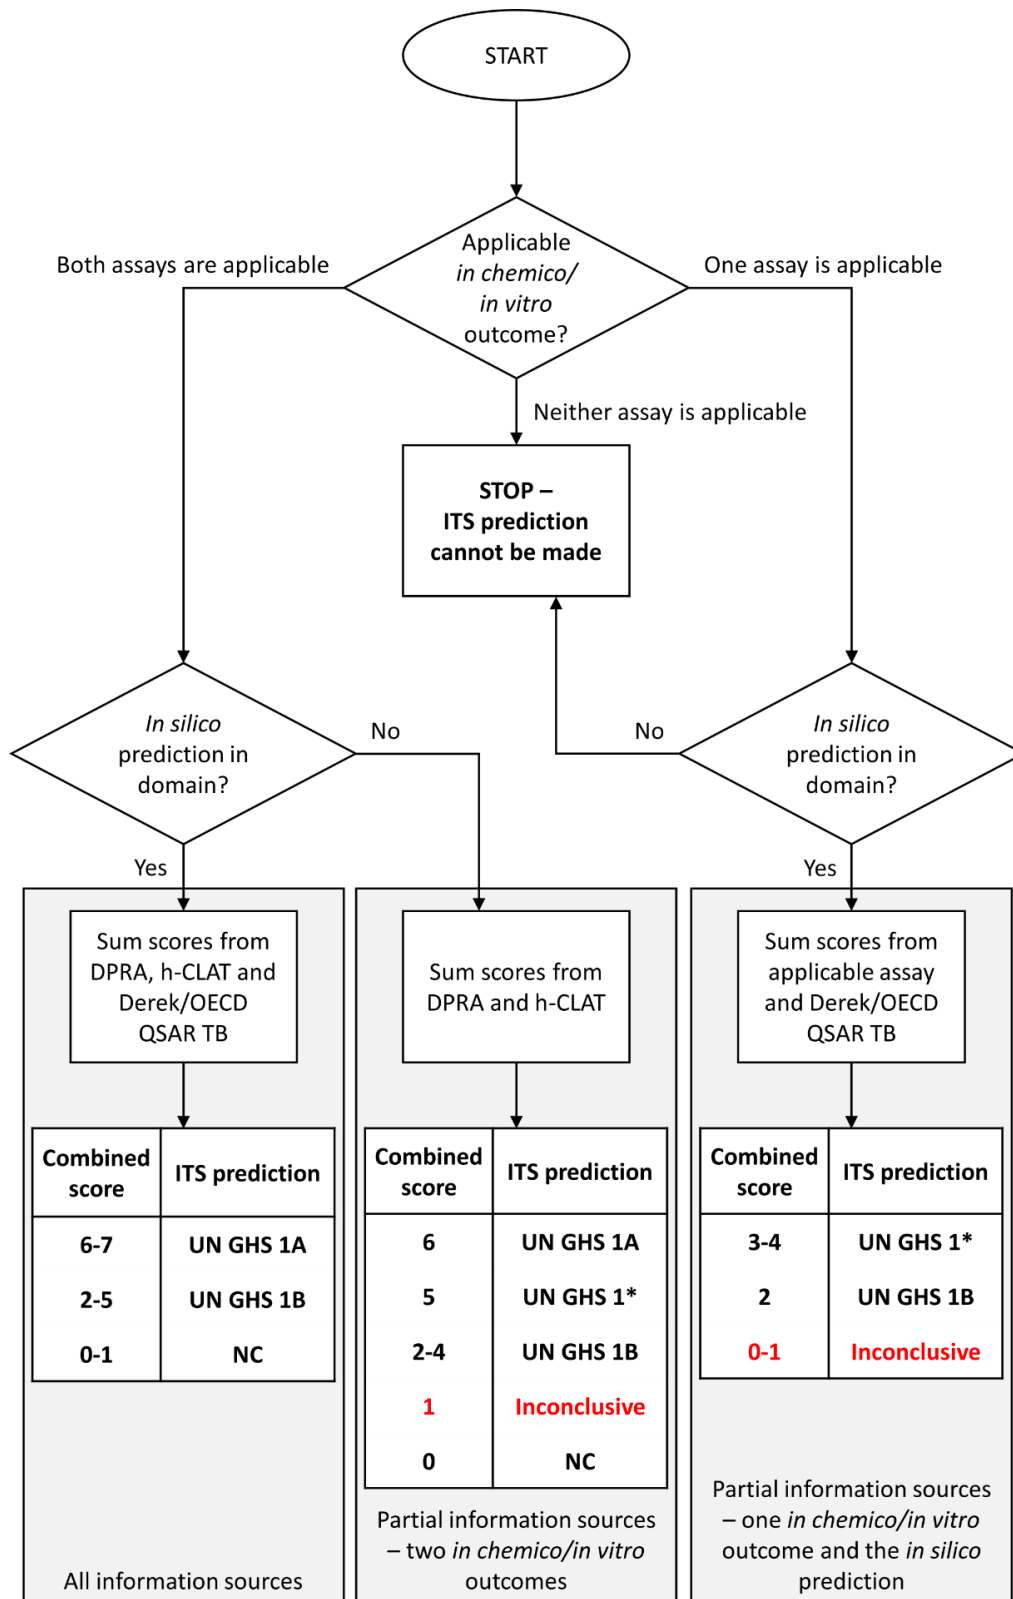 START
Applicable
in chemico/
in vitro
outcome?
Both assays are applicable
One assay is applicable
Neither assay is applicable
STOP –
ITS prediction
cannot be made
In silico
prediction in
domain?
No
Yes
In silico
prediction in
domain?
No
Yes
Sum scores from
DPRA, h-CLAT and
Derek/OECD
QSAR TB
Combined score ITS prediction
6-7 UN GHS 1A
2-5 UN GHS 1B
0-1 NC
All information sources
Sum scores from
DPRA and h-CLAT
Combined score ITS prediction
6 UN GHS 1A
5 UN GHS 1*
2-4 UN GHS 1B
1 Inconclusive
0 NC
Partial information sources
– two in chemico/in vitro
outcomes
Sum scores from
applicable assay
and Derek/OECD
QSAR TB
Combined score ITS prediction
3-4 UN GHS 1*
2 UN GHS 1B
0-1 Inconclusive
Partial information sources
– one in chemico/in vitro
outcome and the in silico
prediction